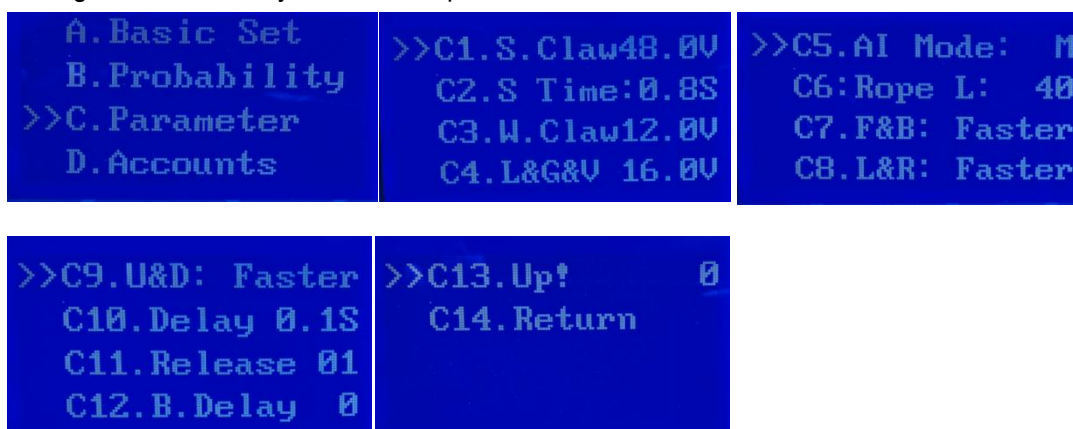 A.Basic Set
B.Probability
>>C.Parameter
D.Accounts
>>C1.S.Claw48.0V
C2.S Time:0.8S
C3.W.Claw12.0V
C4.L&G&V 16.0V
>>C5.AI Mode: M
C6:Rope L: 40
C7.F&B: Faster
C8.L&R: Faster
>>C9.U&D: Faster
C10.Delay 0.1S
C11.Release 01
C12.B.Delay 0
>>C13.Up! 0
C14.Return